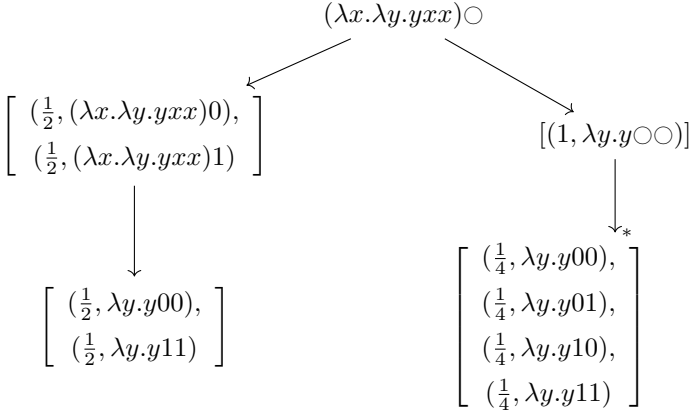 (λx.λy.yxx)○
(½, (λx.λy.yxx)0),
(½, (λx.λy.yxx)1)
[(1, λy.y○○)]
*
(½, λy.y00),
(½, λy.y11)
(¼, λy.y00),
(¼, λy.y01),
(¼, λy.y10),
(¼, λy.y11)